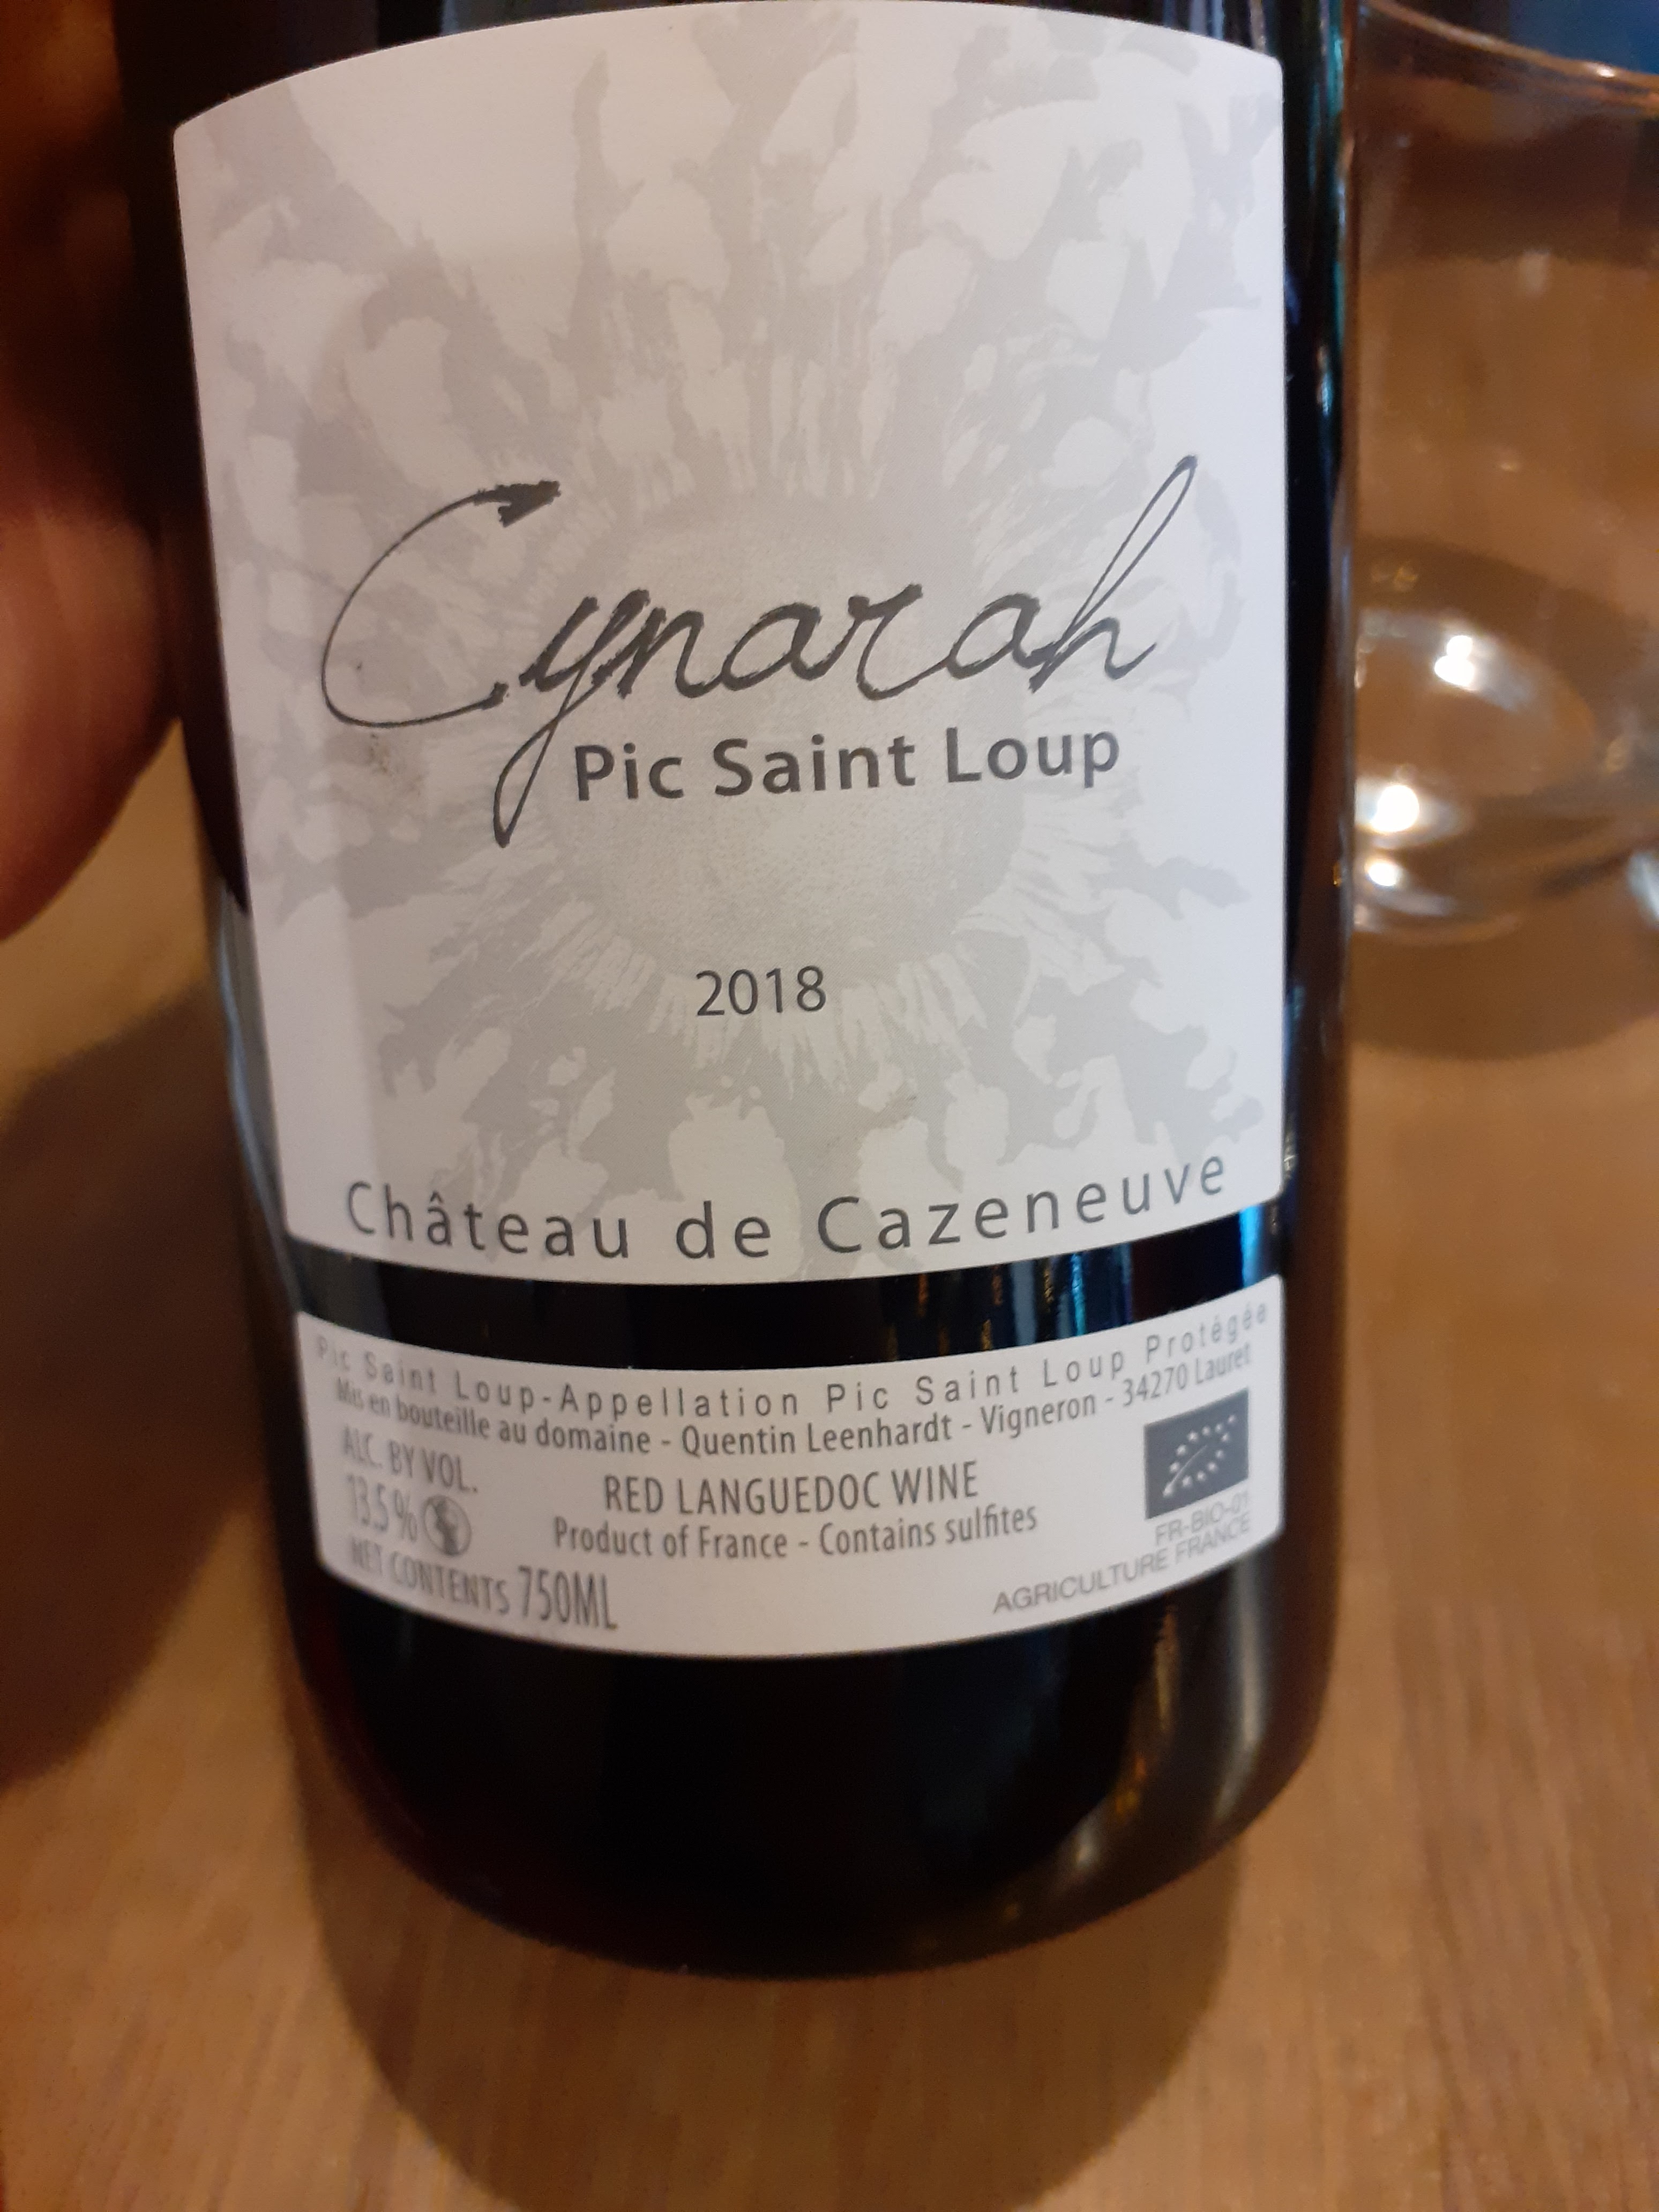 Cynarah
Pic Saint Loup
2018
Château de Cazeneuve
Pic Saint Loup-Appellation Pic Saint Loup Protégée
Mis en bouteille au domaine - Quentin Leenhardt - Vigneron - 34270 Lauret
ALC. BY VOL.
13.5%
NET CONTENTS 750ML
RED LANGUEDOC WINE
Product of France - Contains sulfites
FR-BIO-01
AGRICULTURE FRANCE